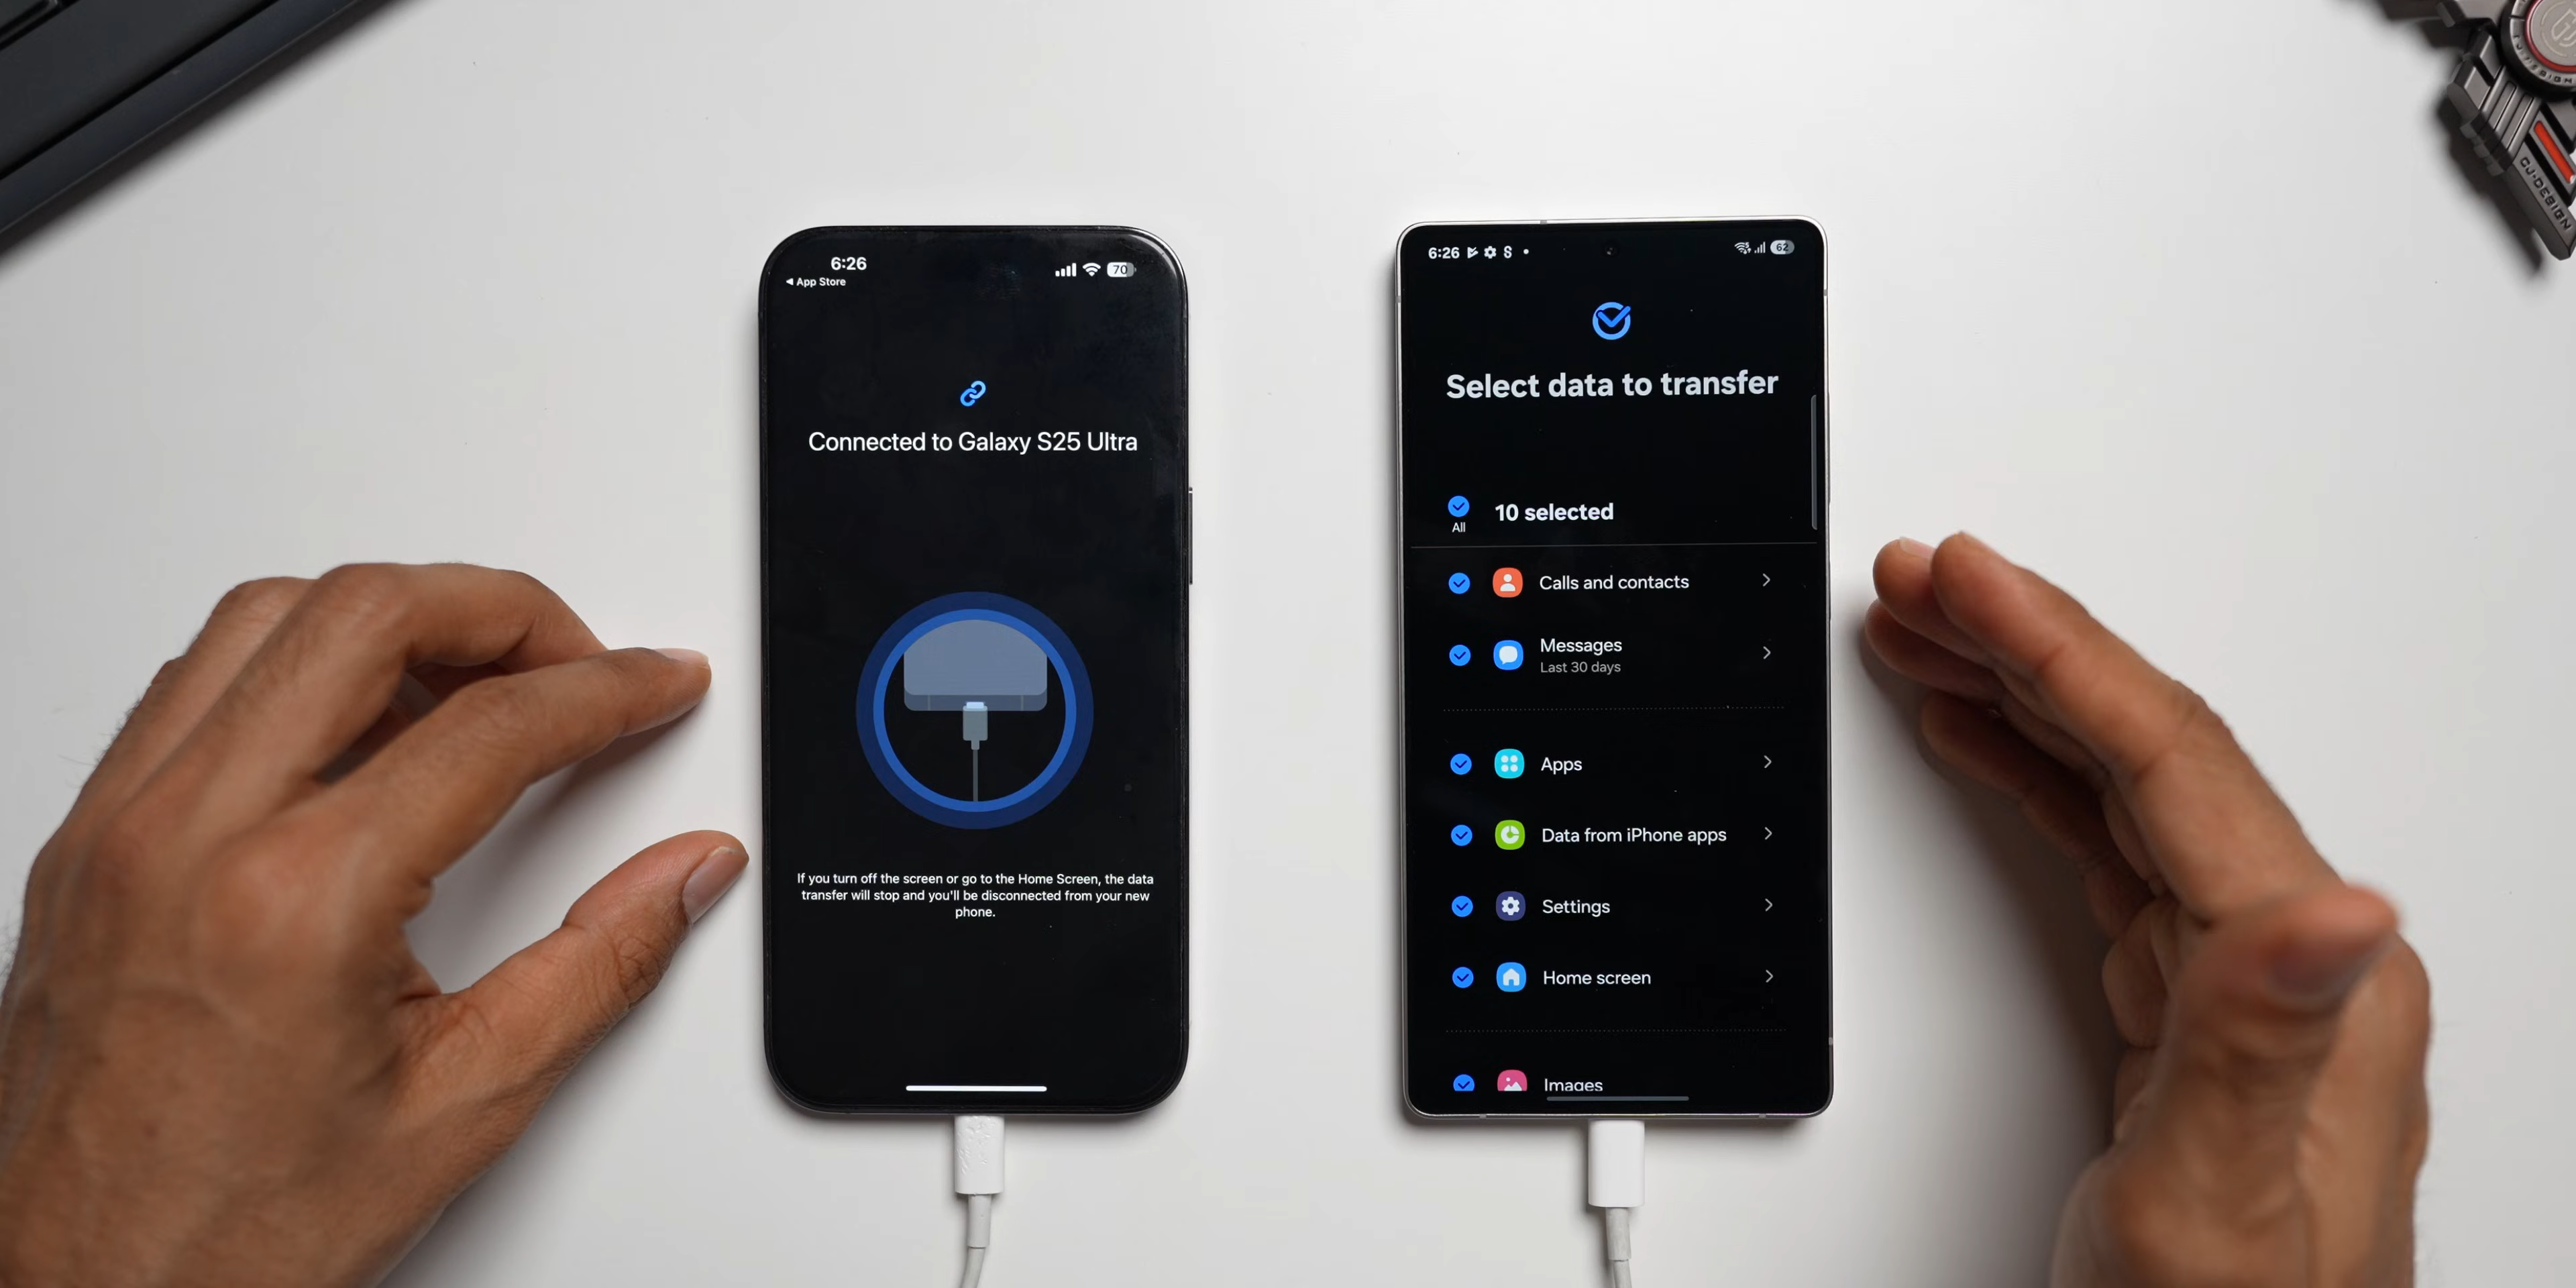 6:26
◀ App Store
70
Connected to Galaxy S25 Ultra
If you turn off the screen or go to the Home Screen, the data
transfer will stop and you'll be disconnected from your new
phone.
6:26
62
Select data to transfer
All
10 selected
Calls and contacts
Messages
Last 30 days
Apps
Data from iPhone apps
Settings
Home screen
Images
CJ·DESIGN